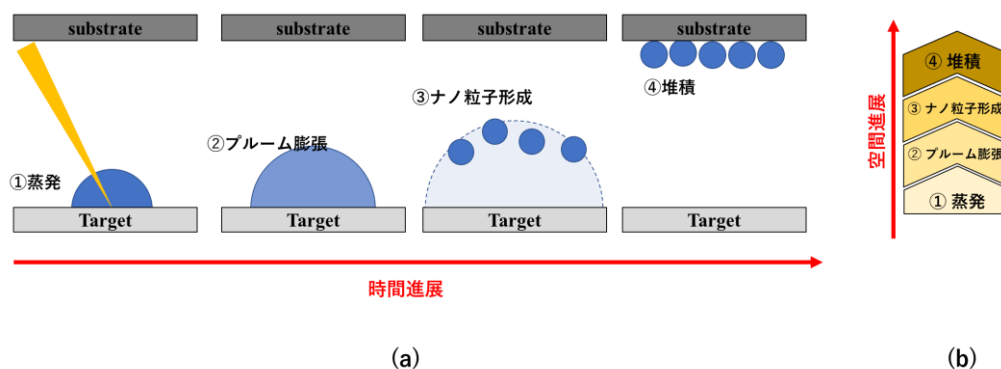 substrate
substrate
substrate
substrate
①蒸発
②プルーム膨張
③ナノ粒子形成
④堆積
Target
Target
Target
Target
時間進展
(a)
空間進展
④ 堆積
③ ナノ粒子形成
② プルーム膨張
① 蒸発
(b)